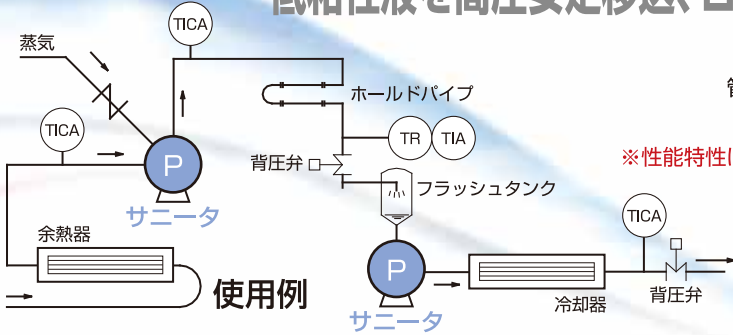 蒸気
TICA
ホールドパイプ
TICA
TR
TIA
※性能特性に
P
背圧弁
フラッシュタンク
サニータ
TICA
余熱器
P
使用例
冷却器
背圧弁
サニータ